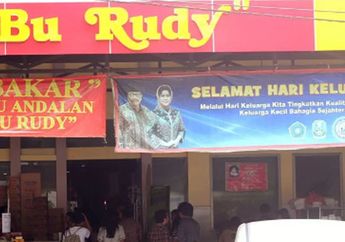 Bu Rudy"
BAKAR"
U ANDALAN
U RUDY"
SELAMAT HARI KELU
Melalui Hari Keluarga Kita Tingkatkan Kualit
Keluarga Kecil Bahagia Sejahter